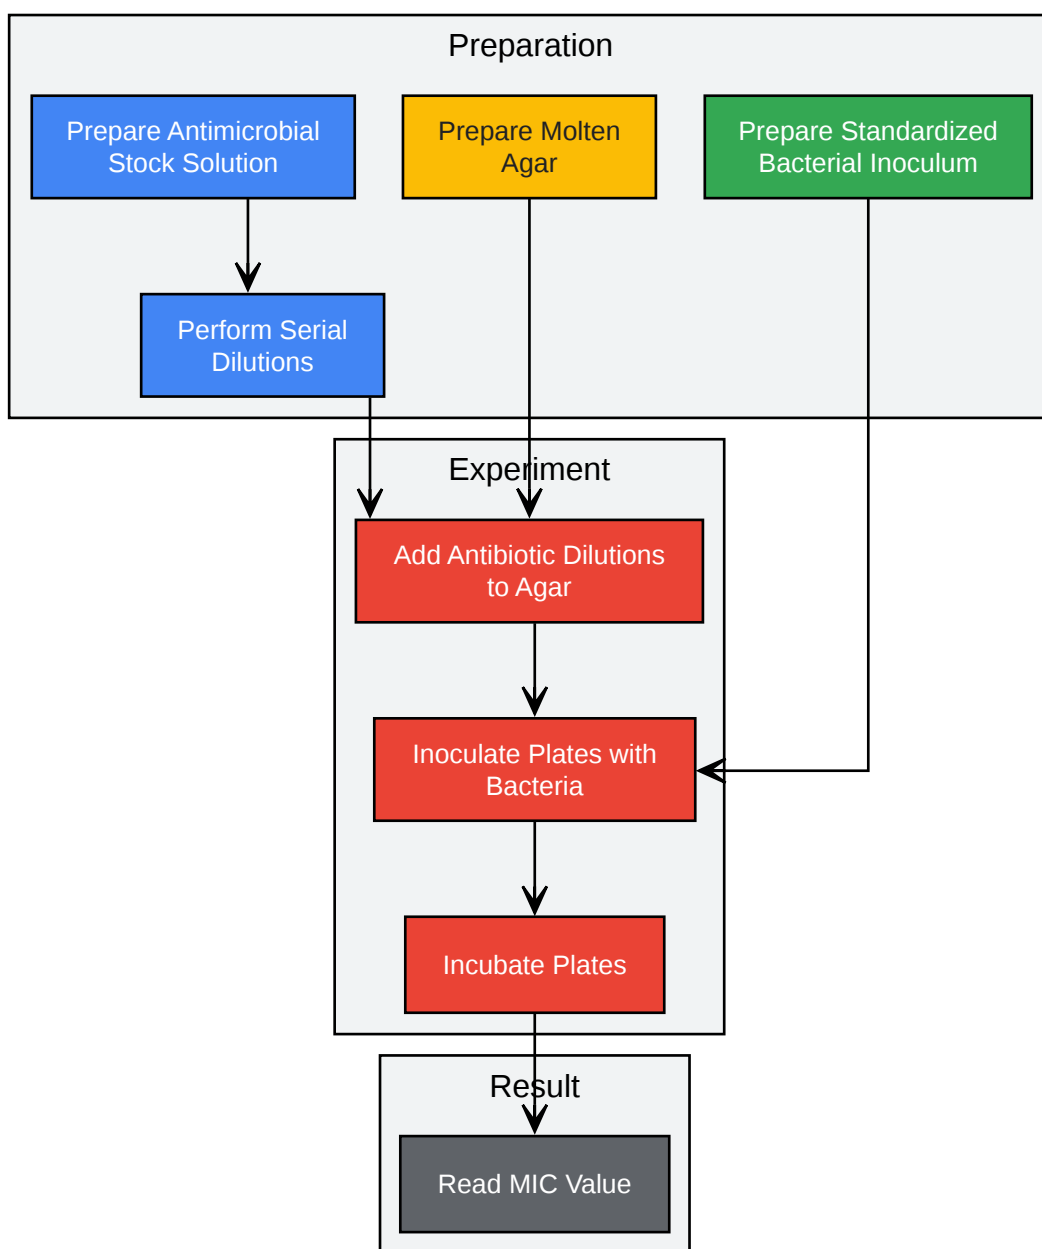 Preparation
Prepare Antimicrobial
Stock Solution
Prepare Molten
Agar
Prepare Standardized
Bacterial Inoculum
Perform Serial
Dilutions
Experiment
Add Antibiotic Dilutions
to Agar
Inoculate Plates with
Bacteria
Incubate Plates
Result
Read MIC Value